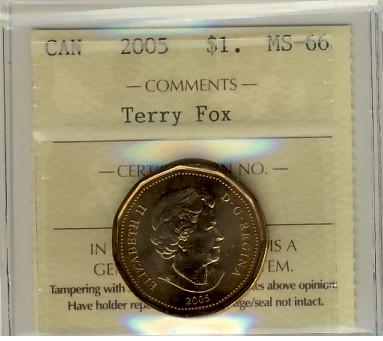 CAN 2005 $1. MS-66
— COMMENTS —
Terry Fox
— CERT N NO. —
ELIZABETH II D·G·REGINA
2005
IN IS A
GE EM.
Tampering with es above opinion
Have holder rep ge/seal not intact.